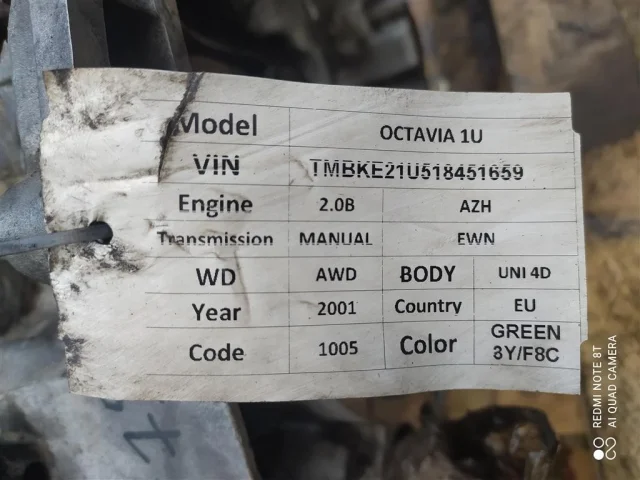 Model OCTAVIA 1U
VIN TMBKE21U518451659
Engine 2.0B AZH
Transmission MANUAL EWN
WD AWD BODY UNI 4D
Year 2001 Country EU
Code 1005 Color GREEN
3Y/F8C
REDMI NOTE 8T
AI QUAD CAMERA